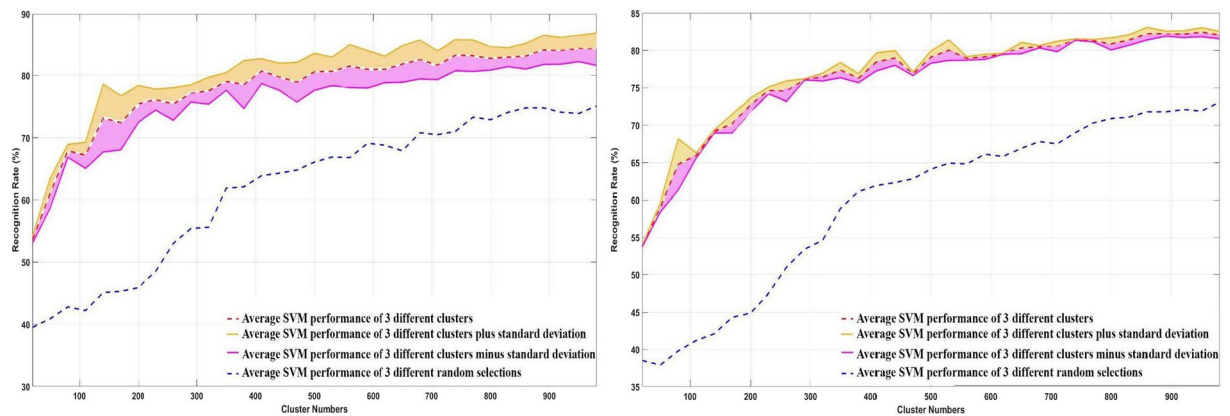 90
80
70
60
50
40
30
Recognition Rate (%)
100 200 300 400 500 600 700 800 900
Cluster Numbers
Average SVM performance of 3 different clusters
Average SVM performance of 3 different clusters plus standard deviation
Average SVM performance of 3 different clusters minus standard deviation
Average SVM performance of 3 different random selections
85
80
75
70
65
60
55
50
45
40
35
Recognition Rate (%)
100 200 300 400 500 600 700 800 900
Cluster Numbers
Average SVM performance of 3 different clusters
Average SVM performance of 3 different clusters plus standard deviation
Average SVM performance of 3 different clusters minus standard deviation
Average SVM performance of 3 different random selections